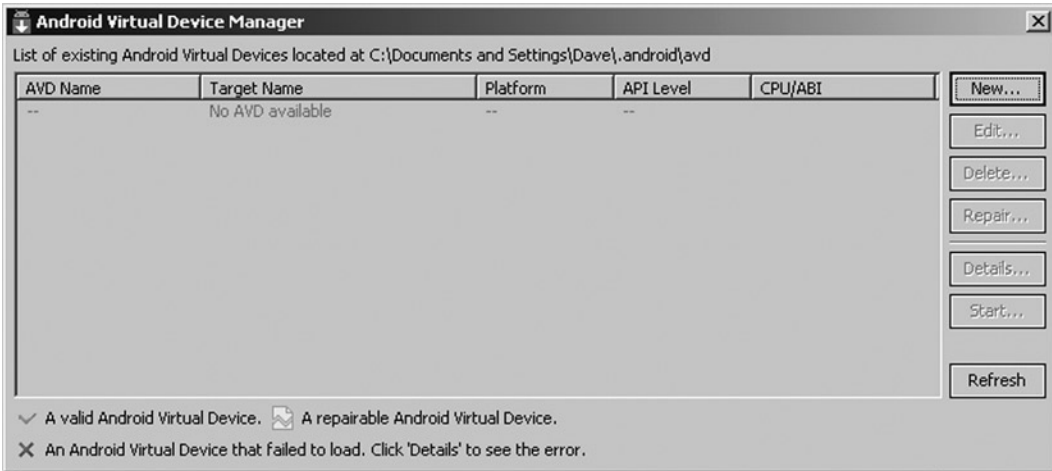 Android Virtual Device Manager
List of existing Android Virtual Devices located at C:\Documents and Settings\Dave\.android\avd
AVD Name Target Name Platform API Level CPU/ABI
-- No AVD available -- --
New...
Edit...
Delete...
Repair...
Details...
Start...
Refresh
A valid Android Virtual Device. A repairable Android Virtual Device.
An Android Virtual Device that failed to load. Click 'Details' to see the error.